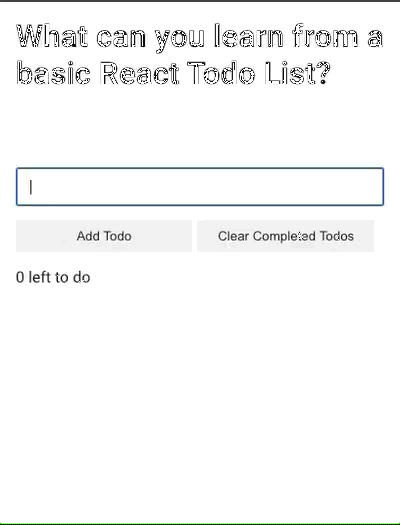 What can you learn from a
basic React Todo List?
Add Todo
Clear Completed Todos
0 left to do